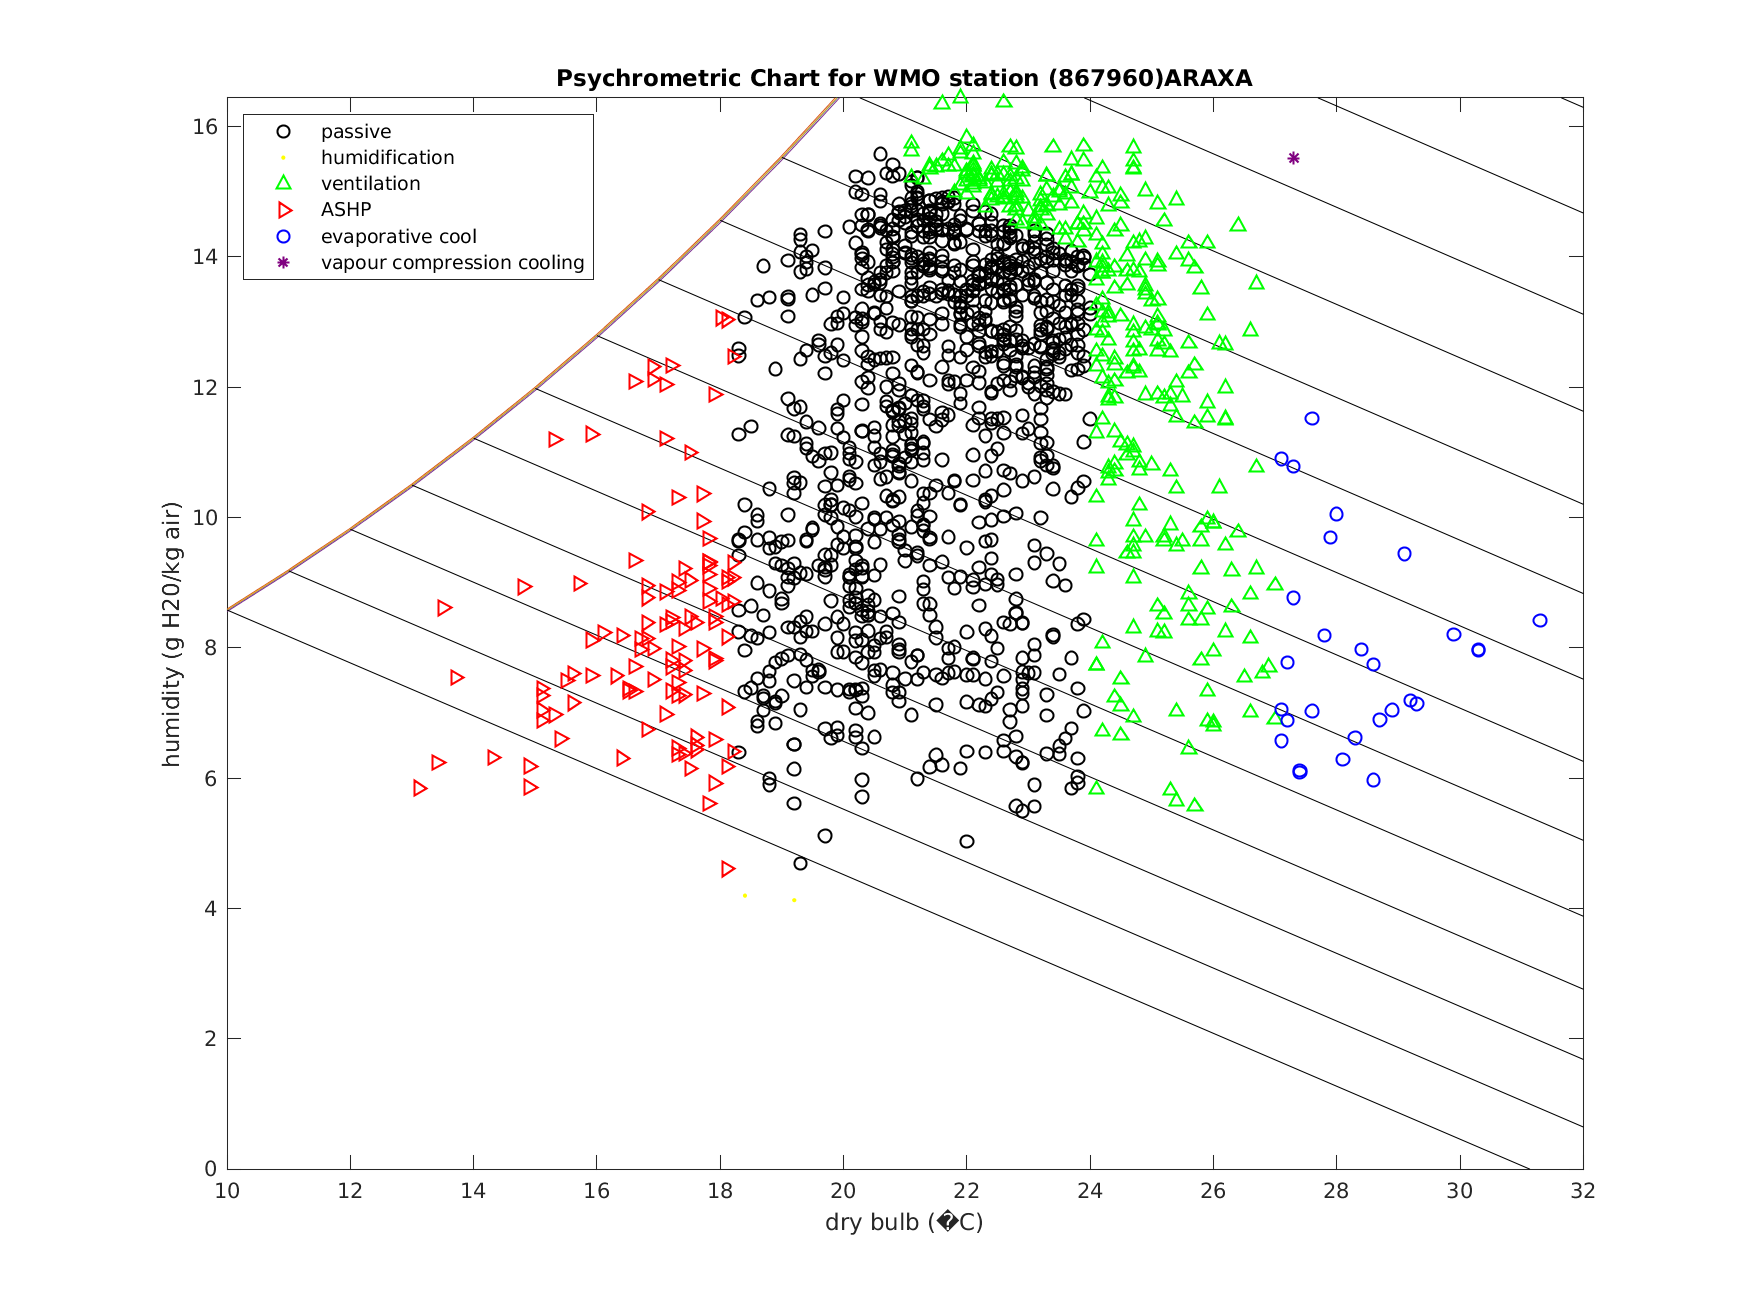 Psychrometric Chart for WMO station (867960)ARAXA
passive
humidification
ventilation
ASHP
evaporative cool
vapour compression cooling
16
14
12
10
8
6
4
2
0
humidity (g H20/kg air)
10 12 14 16 18 20 22 24 26 28 30 32
dry bulb (�C)